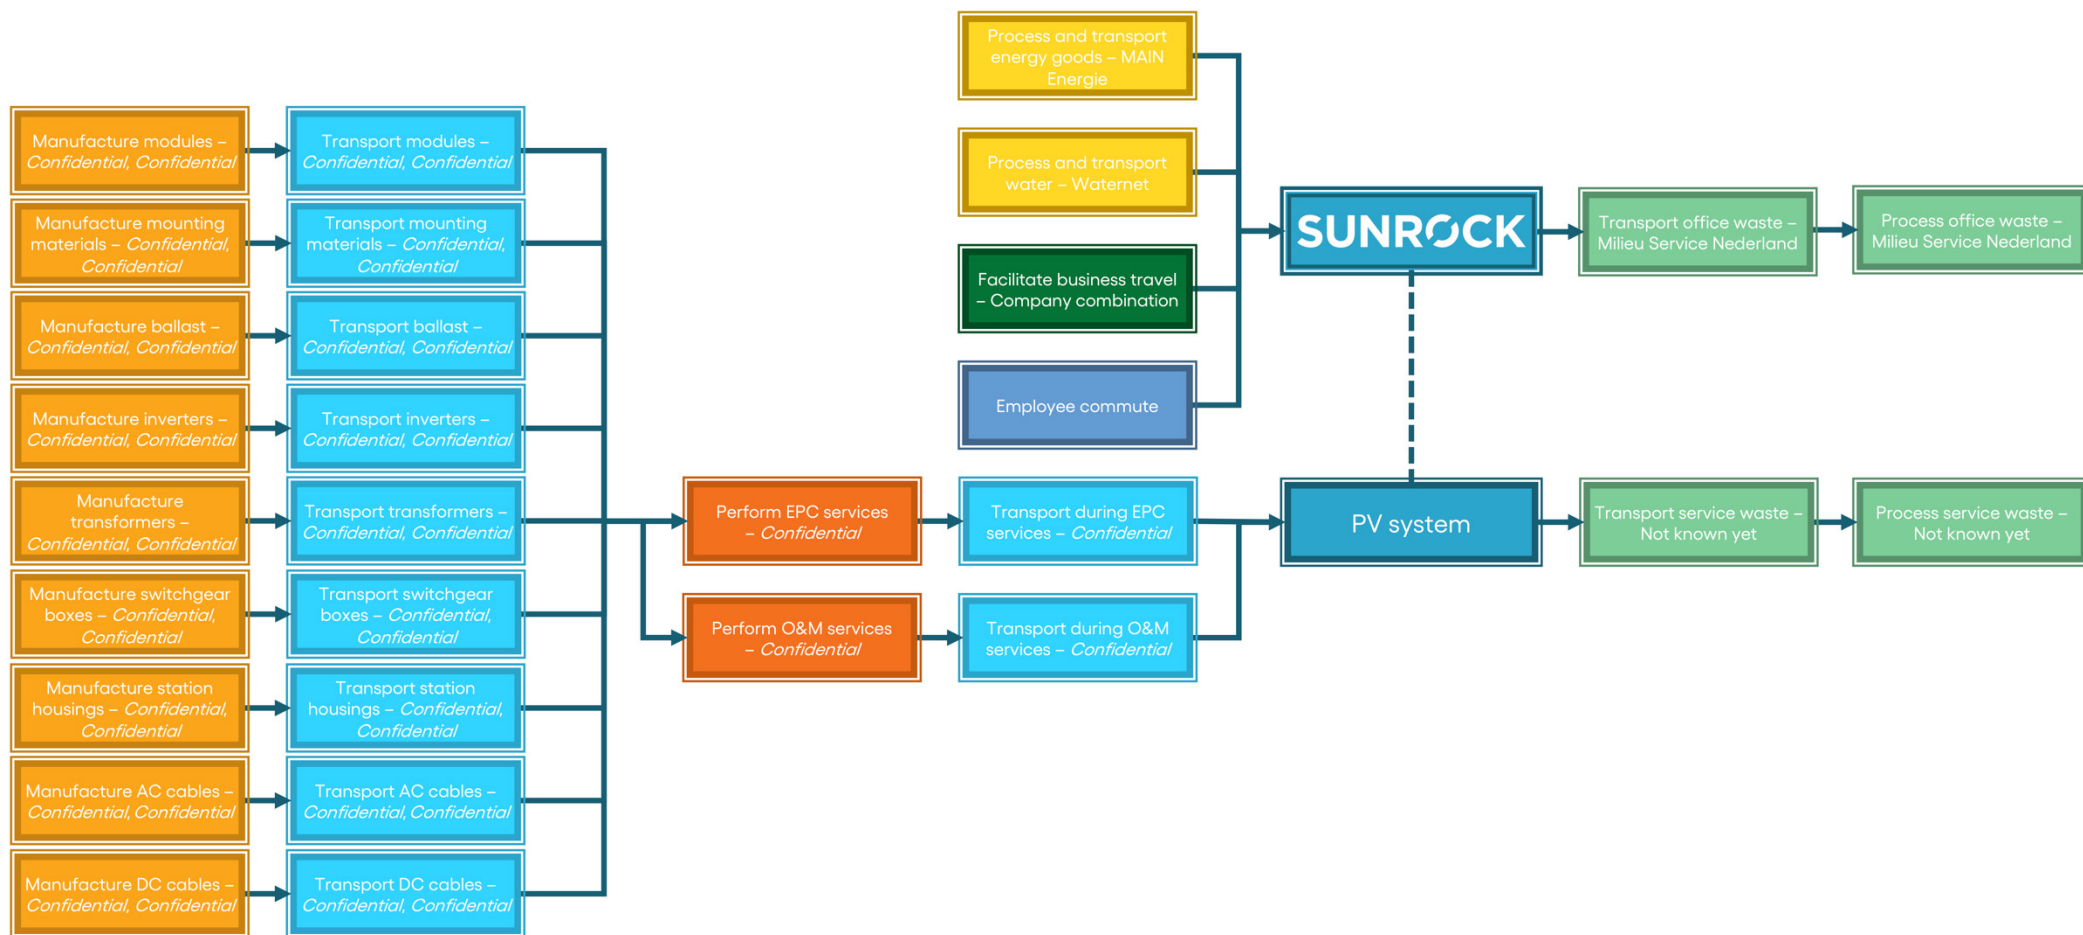 Process and transport
energy goods – MAIN
Energie
Manufacture modules –
Confidential, Confidential
Transport modules –
Confidential, Confidential
Process and transport
water – Waternet
Manufacture mounting
materials – Confidential,
Confidential
Transport mounting
materials – Confidential,
Confidential
SUNROCK
Transport office waste –
Milieu Service Nederland
Process office waste –
Milieu Service Nederland
Facilitate business travel
– Company combination
Manufacture ballast –
Confidential, Confidential
Transport ballast –
Confidential, Confidential
Employee commute
Manufacture inverters –
Confidential, Confidential
Transport inverters –
Confidential, Confidential
Manufacture
transformers –
Confidential, Confidential
Transport transformers –
Confidential, Confidential
Perform EPC services
– Confidential
Transport during EPC
services – Confidential
PV system
Transport service waste –
Not known yet
Process service waste –
Not known yet
Manufacture switchgear
boxes – Confidential,
Confidential
Transport switchgear
boxes – Confidential,
Confidential
Perform O&M services
– Confidential
Transport during O&M
services – Confidential
Manufacture station
housings – Confidential,
Confidential
Transport station
housings – Confidential,
Confidential
Manufacture AC cables –
Confidential, Confidential
Transport AC cables –
Confidential, Confidential
Manufacture DC cables –
Confidential, Confidential
Transport DC cables –
Confidential, Confidential